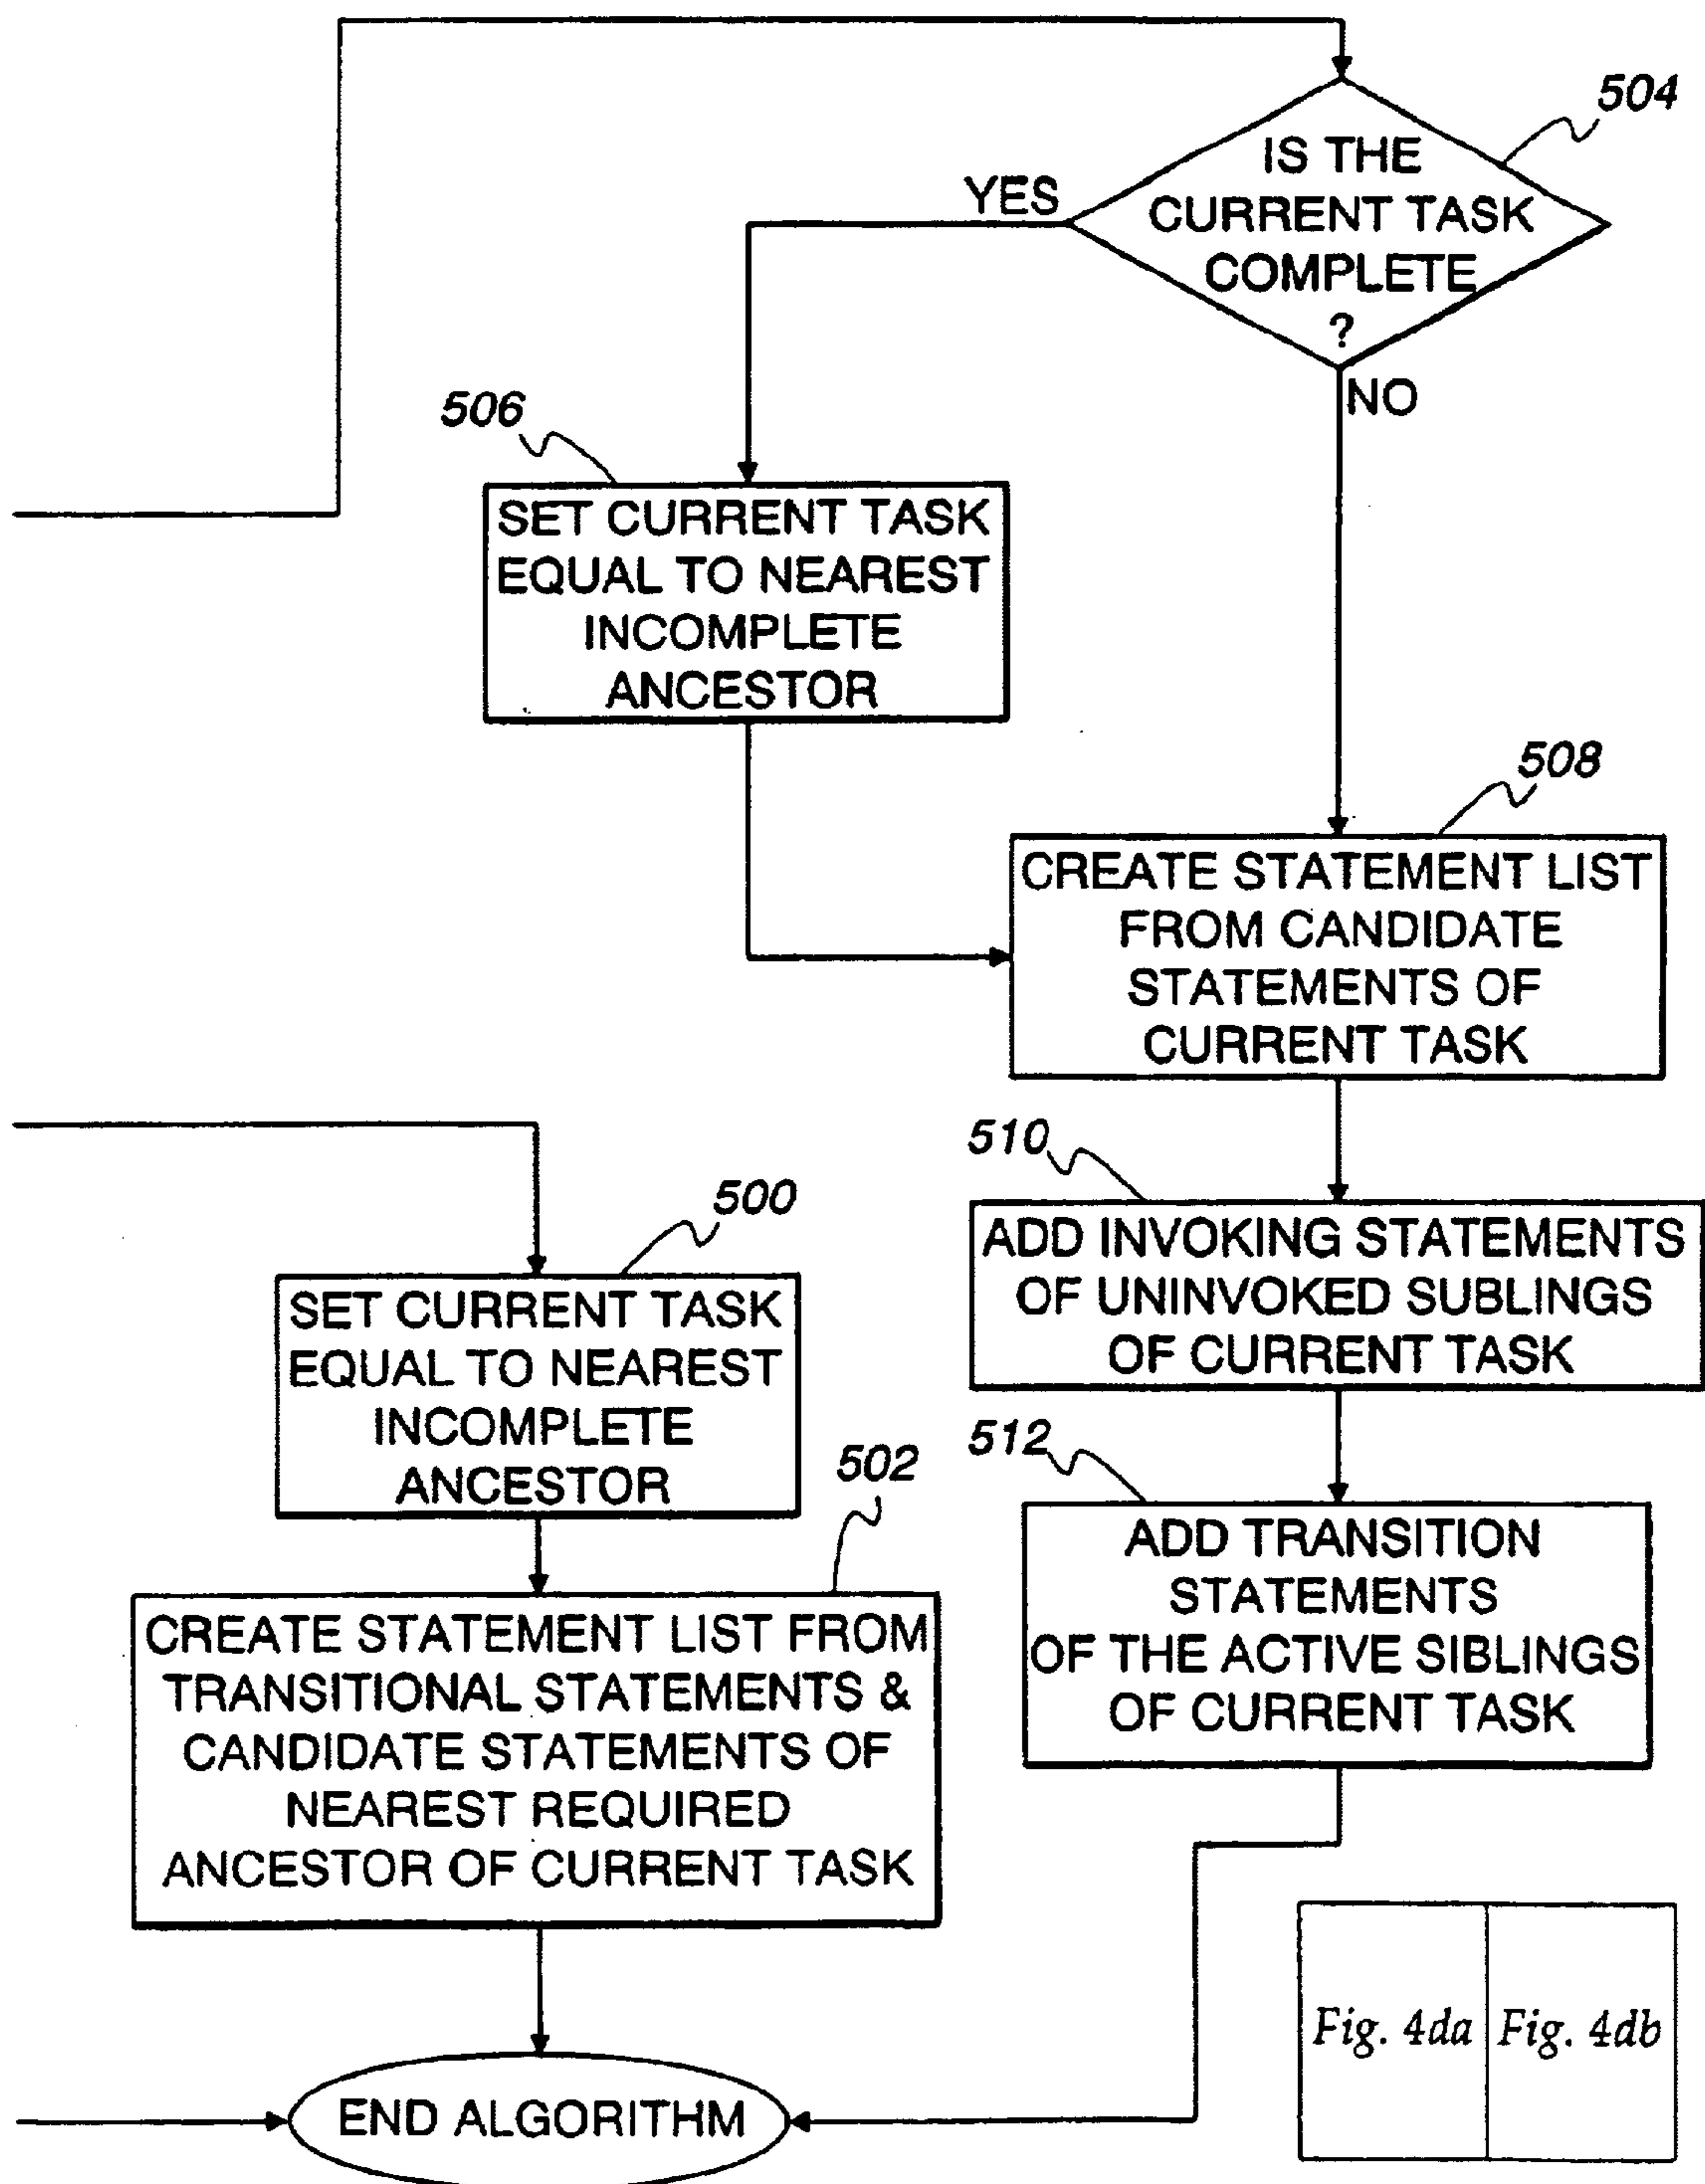 504
IS THE
CURRENT TASK
COMPLETE
?
YES
NO
506
SET CURRENT TASK
EQUAL TO NEAREST
INCOMPLETE
ANCESTOR
508
CREATE STATEMENT LIST
FROM CANDIDATE
STATEMENTS OF
CURRENT TASK
510
ADD INVOKING STATEMENTS
OF UNINVOKED SUBLINGS
OF CURRENT TASK
500
SET CURRENT TASK
EQUAL TO NEAREST
INCOMPLETE
ANCESTOR
512
ADD TRANSITION
STATEMENTS
OF THE ACTIVE SIBLINGS
OF CURRENT TASK
502
CREATE STATEMENT LIST FROM
TRANSITIONAL STATEMENTS &
CANDIDATE STATEMENTS OF
NEAREST REQUIRED
ANCESTOR OF CURRENT TASK
END ALGORITHM
Fig. 4da
Fig. 4db